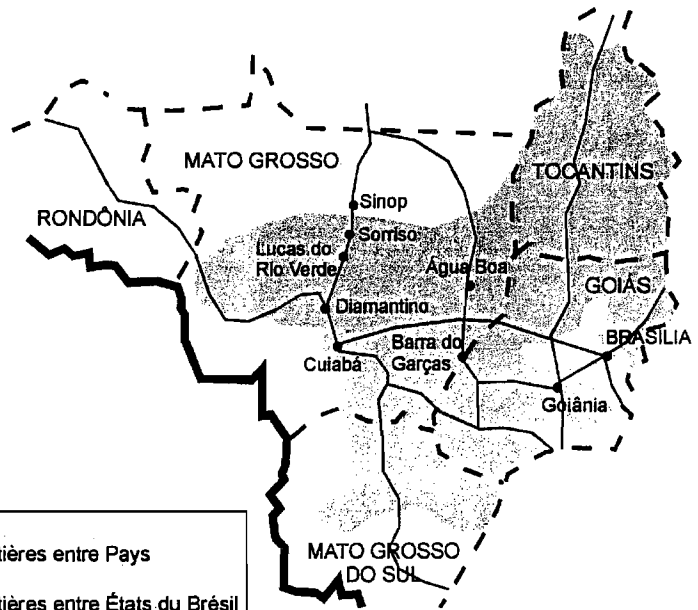 MATO GROSSO
TOCANTINS
RONDÔNIA
Sinop
Sorriso
Lucas do
Rio Verde
Água Boa
GOIÁS
Diamantino
Cuiabá
Barra do
Garças
BRASÍLIA
Goiânia
MATO GROSSO
DO SUL
tières entre Pays
tières entre États du Brésil